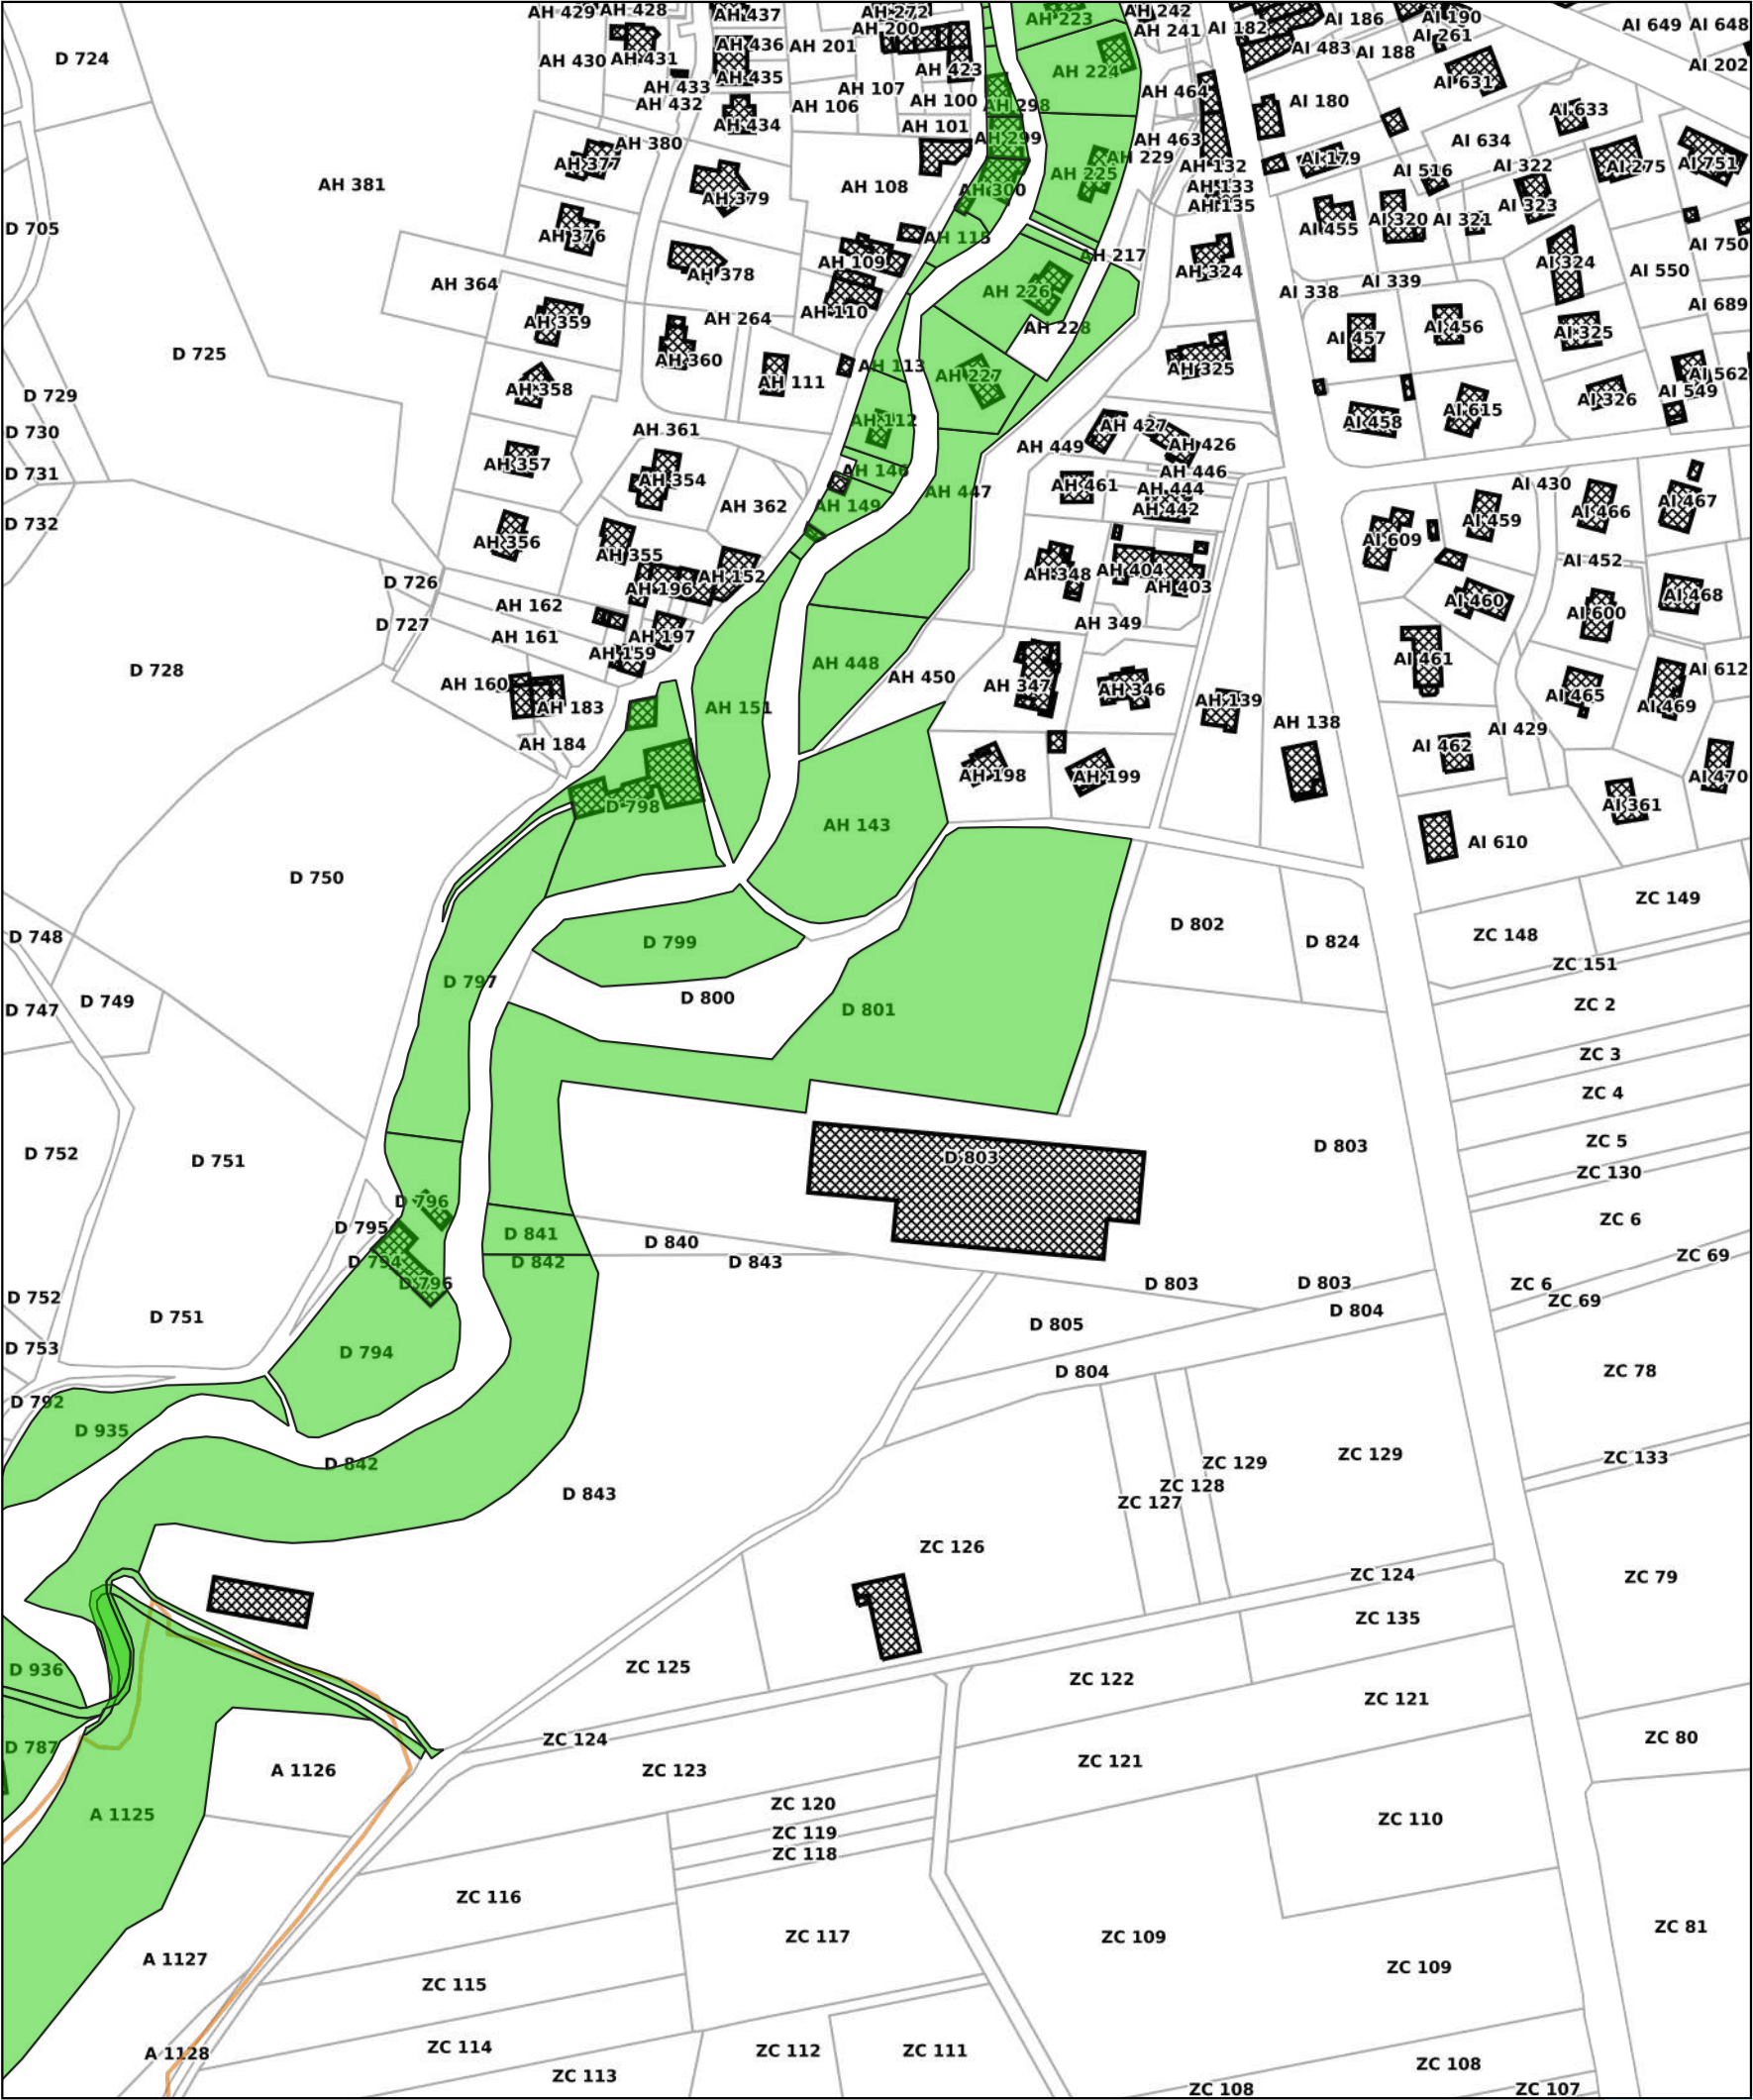 AH 429 AH 428 AH 437 AH 272 AH 223 AH 242 AI 186 AI 190 AI 649 AI 648
AH 200 AH 241 AI 182 AI 261
D 724 AH 430 AH 431 AH 436 AH 201 AI 483 AI 188 AI 202
AH 433 AH 435 AH 107 AH 423 AH 224 AH 464 AI 631
AH 432 AH 106 AH 100 AH 298 AI 180 AI 633
AH 434 AH 101 AH 299 AH 463 AI 634
AH 380 AH 377 AH 229 AH 132 AI 179 AI 322 AI 275 AI 751
AH 381 AH 379 AH 108 AH 300 AH 225 AH 133 AI 516
AH 135 AI 323
D 705 AH 376 AH 115 AI 455 AI 320 AI 321 AI 750
AH 378 AH 109 AH 217 AH 324 AI 324 AI 550
AH 364 AH 226 AI 338 AI 339 AI 689
AH 359 AH 264 AH 110 AH 228 AI 457 AI 456 AI 325
D 725 AH 360 AH 113 AH 325
AH 358 AH 111 AH 227 AI 562
D 729 AI 326 AI 549
D 730 AH 361 AH 112 AH 427 AI 458 AI 615
AH 449 AH 426
D 731 AH 357 AH 354 AH 146 AH 446
AH 362 AH 149 AH 447 AH 461 AH 444 AI 430
D 732 AH 442 AI 459 AI 466 AI 467
AH 356 AH 355 AI 609
D 726 AH 196 AH 152 AH 348 AH 404 AH 403 AI 452
AH 162 AI 460 AI 600 AI 468
D 727 AH 161 AH 197 AH 349
AH 159 AH 448 AI 461
D 728 AH 160 AH 450 AH 347 AH 346 AI 612
AH 183 AH 151 AH 139 AI 465 AI 469
AH 138 AI 429
AH 184 AI 462
AH 198 AH 199 AI 470
D 798 AI 361
AH 143 AI 610
D 750 ZC 149
D 748 D 799 D 802 D 824 ZC 148
ZC 151
D 797 D 749 D 800 D 801 ZC 2
D 747
ZC 3
ZC 4
D 752 D 751 D 803 D 803 ZC 5
ZC 130
D 796
D 795 D 841 D 840 ZC 6
D 794 D 842 D 843 ZC 69
D 796 D 803 D 803 ZC 6
D 752 D 751 D 804 ZC 69
D 805
D 753 D 794 D 804 ZC 78
D 792
D 935
D 842 ZC 129 ZC 129 ZC 133
D 843 ZC 128
ZC 127
ZC 126
ZC 124 ZC 79
ZC 135
D 936 ZC 125 ZC 122
ZC 121
D 787 ZC 124 ZC 80
A 1126 ZC 123 ZC 121
A 1125 ZC 120 ZC 110
ZC 119
ZC 118
ZC 116
ZC 117 ZC 109 ZC 81
A 1127 ZC 115 ZC 109
A 1128 ZC 114 ZC 112 ZC 111
ZC 113 ZC 108
ZC 108 ZC 107